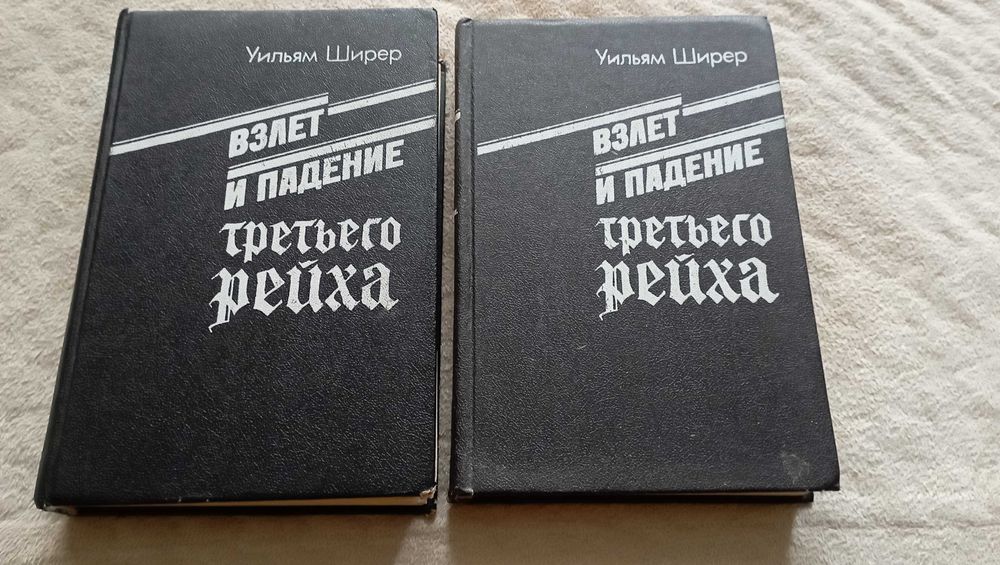 Уильям Ширер
ВЗЛЕТ
И ПАДЕНИЕ
третьего
рейха
Уильям Ширер
ВЗЛЕТ
И ПАДЕНИЕ
третьего
рейха